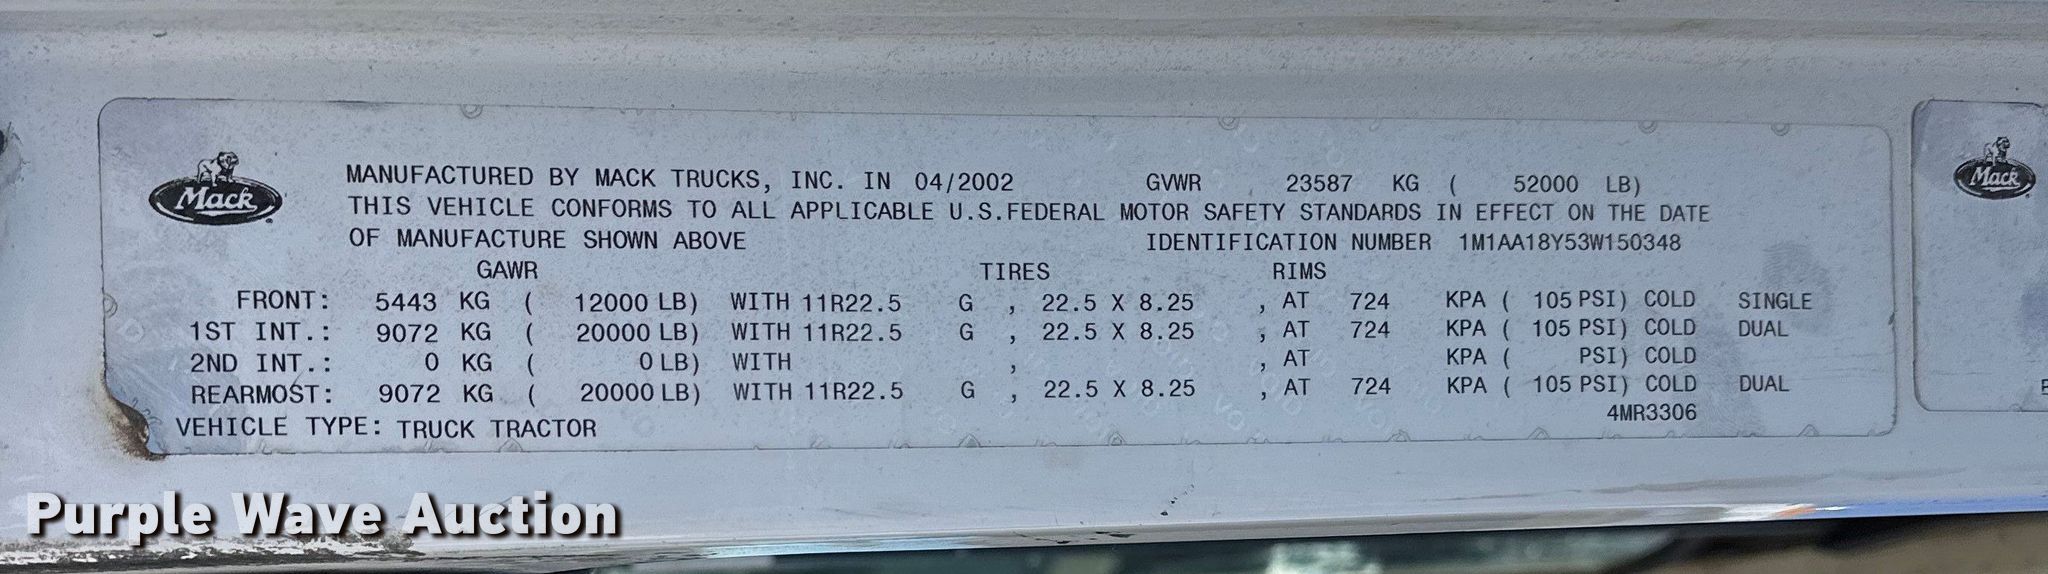 Mack
MANUFACTURED BY MACK TRUCKS, INC. IN 04/2002 GVWR 23587 KG ( 52000 LB)
THIS VEHICLE CONFORMS TO ALL APPLICABLE U.S.FEDERAL MOTOR SAFETY STANDARDS IN EFFECT ON THE DATE
OF MANUFACTURE SHOWN ABOVE IDENTIFICATION NUMBER 1M1AA18Y53W150348
GAWR TIRES RIMS
FRONT: 5443 KG ( 12000 LB) WITH 11R22.5 G , 22.5 X 8.25 , AT 724 KPA ( 105 PSI) COLD SINGLE
1ST INT.: 9072 KG ( 20000 LB) WITH 11R22.5 G , 22.5 X 8.25 , AT 724 KPA ( 105 PSI) COLD DUAL
2ND INT.: 0 KG ( 0 LB) WITH , , AT KPA ( PSI) COLD
REARMOST: 9072 KG ( 20000 LB) WITH 11R22.5 G , 22.5 X 8.25 , AT 724 KPA ( 105 PSI) COLD DUAL
4MR3306
VEHICLE TYPE: TRUCK TRACTOR
Mack
Purple Wave Auction